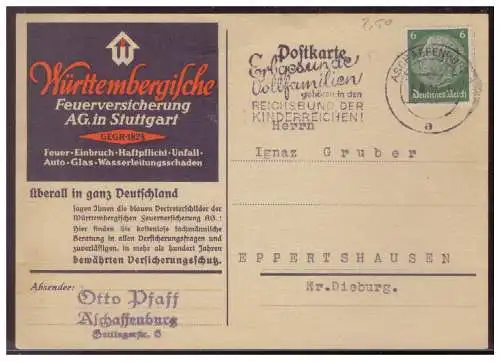 Württembergische
Feuerversicherung
AG. in Stuttgart
GEGR·1828
Feuer·Einbruch·Haftpflicht·Unfall·
Auto·Glas·Wasserleitungsschaden
überall in ganz Deutschland
sagen Ihnen die blauen Vertreterschilder der
Württembergischen Feuerversicherung AG.:
Hier finden Sie kostenlose fachmännische
Beratung in allen Versicherungsfragen und
zuverlässigen, in mehr als hundert Jahren
bewährten Versicherungsschutz.
Absender:
Otto Pfaff
Aschaffenburg
2,50
Postkarte
Erbgesunde
Vollfamilien
gehören in den
REICHSBUND DER
KINDERREICHEN!
ASCHAFFENBURG
a
6 6
Deutsches Reich
Herrn
Ignaz Gruber
EPPERTSHAUSEN
Kr.Dieburg.